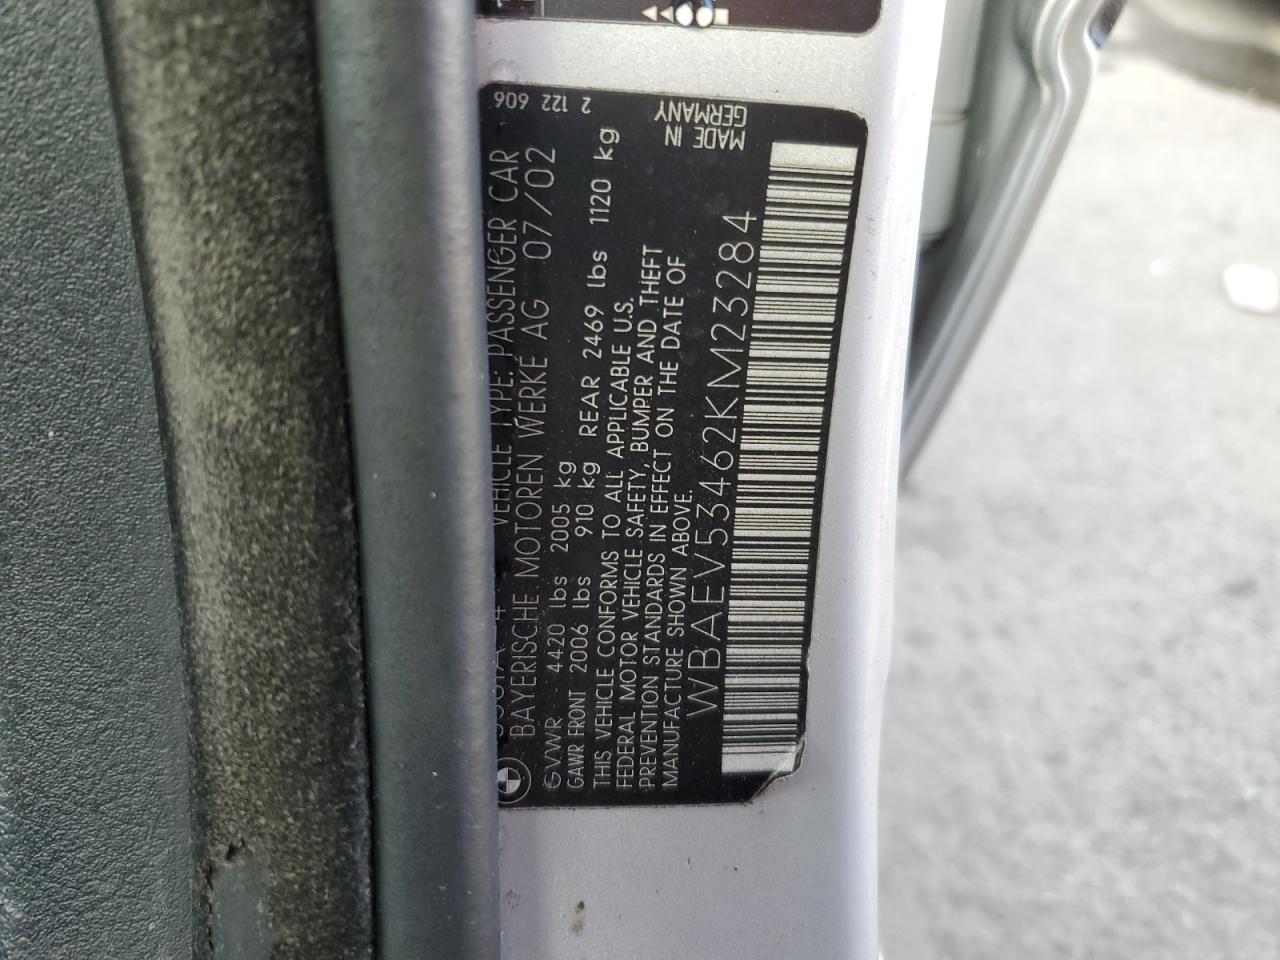 VEHICLE TYPE: PASSENGER CAR
BAYERISCHE MOTOREN WERKE AG 07/02
GVWR 4420 lbs 2005 kg
GAWR FRONT 2006 lbs 910 kg REAR 2469 lbs 1120 kg
THIS VEHICLE CONFORMS TO ALL APPLICABLE U.S.
FEDERAL MOTOR VEHICLE SAFETY, BUMPER AND THEFT
PREVENTION STANDARDS IN EFFECT ON THE DATE OF
MANUFACTURE SHOWN ABOVE.
WBAEV53462KM23284
2 122 606
MADE IN
GERMANY